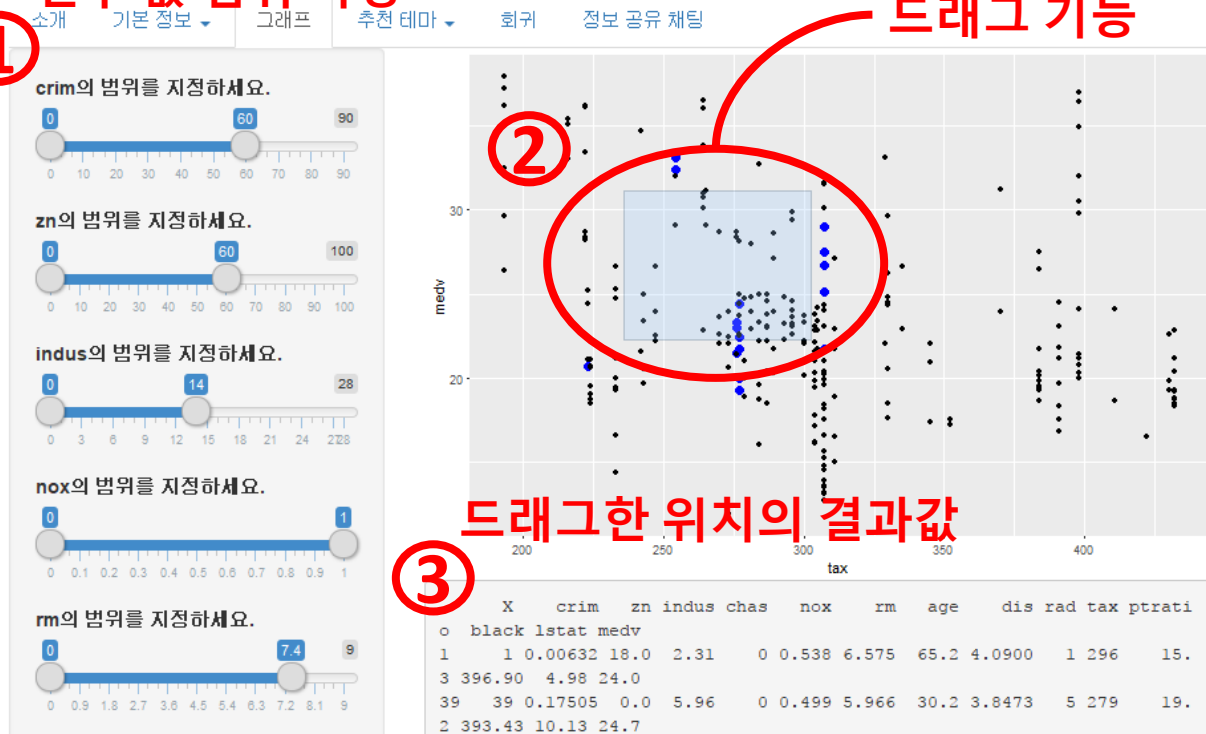 소개 기본 정보 그래프 추천 테마 회귀 정보 공유 채팅
드래그 기능
①
crim의 범위를 지정하세요.
0 60 90
0 10 20 30 40 50 60 70 80 90
zn의 범위를 지정하세요.
0 60 100
0 10 20 30 40 50 60 70 80 90 100
indus의 범위를 지정하세요.
0 14 28
0 3 6 9 12 15 18 21 24 27 28
nox의 범위를 지정하세요.
0 1
0 0.1 0.2 0.3 0.4 0.5 0.6 0.7 0.8 0.9 1
rm의 범위를 지정하세요.
0 7.4 9
0 0.9 1.8 2.7 3.6 4.5 5.4 6.3 7.2 8.1 9
②
30
medv
20
드래그한 위치의 결과값
200 250 300 350 400
tax
③
X crim zn indus chas nox rm age dis rad tax ptrati
o black lstat medv
1 1 0.00632 18.0 2.31 0 0.538 6.575 65.2 4.0900 1 296 15.
3 396.90 4.98 24.0
39 39 0.17505 0.0 5.96 0 0.499 5.966 30.2 3.8473 5 279 19.
2 393.43 10.13 24.7